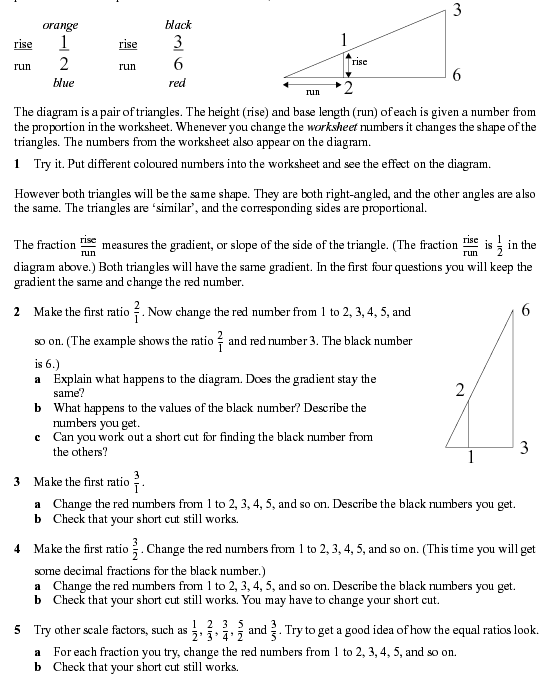 orange black
rise 1 rise 3 3
run 2 run 6 1
blue red rise
run 2 6
The diagram is a pair of triangles. The height (rise) and base length (run) of each is given a number from
the proportion in the worksheet. Whenever you change the worksheet numbers it changes the shape of the
triangles. The numbers from the worksheet also appear on the diagram.
1 Try it. Put different coloured numbers into the worksheet and see the effect on the diagram.
However both triangles will be the same shape. They are both right-angled, and the other angles are also
the same. The triangles are ‘similar’, and the corresponding sides are proportional.
The fraction rise/run measures the gradient, or slope of the side of the triangle. (The fraction rise/run is 1/2 in the
diagram above.) Both triangles will have the same gradient. In the first four questions you will keep the
gradient the same and change the red number.
2 Make the first ratio 2/1. Now change the red number from 1 to 2, 3, 4, 5, and
so on. (The example shows the ratio 2/1 and red number 3. The black number
is 6.)
a Explain what happens to the diagram. Does the gradient stay the
same?
b What happens to the values of the black number? Describe the
numbers you get.
c Can you work out a short cut for finding the black number from
the others?
6
2
3
1
3 Make the first ratio 3/1.
a Change the red numbers from 1 to 2, 3, 4, 5, and so on. Describe the black numbers you get.
b Check that your short cut still works.
4 Make the first ratio 3/2. Change the red numbers from 1 to 2, 3, 4, 5, and so on. (This time you will get
some decimal fractions for the black number.)
a Change the red numbers from 1 to 2, 3, 4, 5, and so on. Describe the black numbers you get.
b Check that your short cut still works. You may have to change your short cut.
5 Try other scale factors, such as 1/2, 2/3, 3/4, 5/2 and 3/5. Try to get a good idea of how the equal ratios look.
a For each fraction you try, change the red numbers from 1 to 2, 3, 4, 5, and so on.
b Check that your short cut still works.